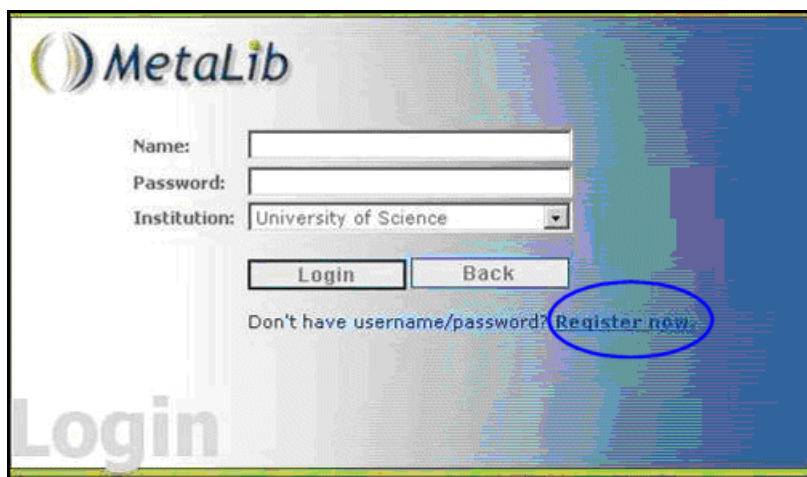 MetaLib
Name:
Password:
Institution: University of Science
Login Back
Don't have username/password? Register now.
Login